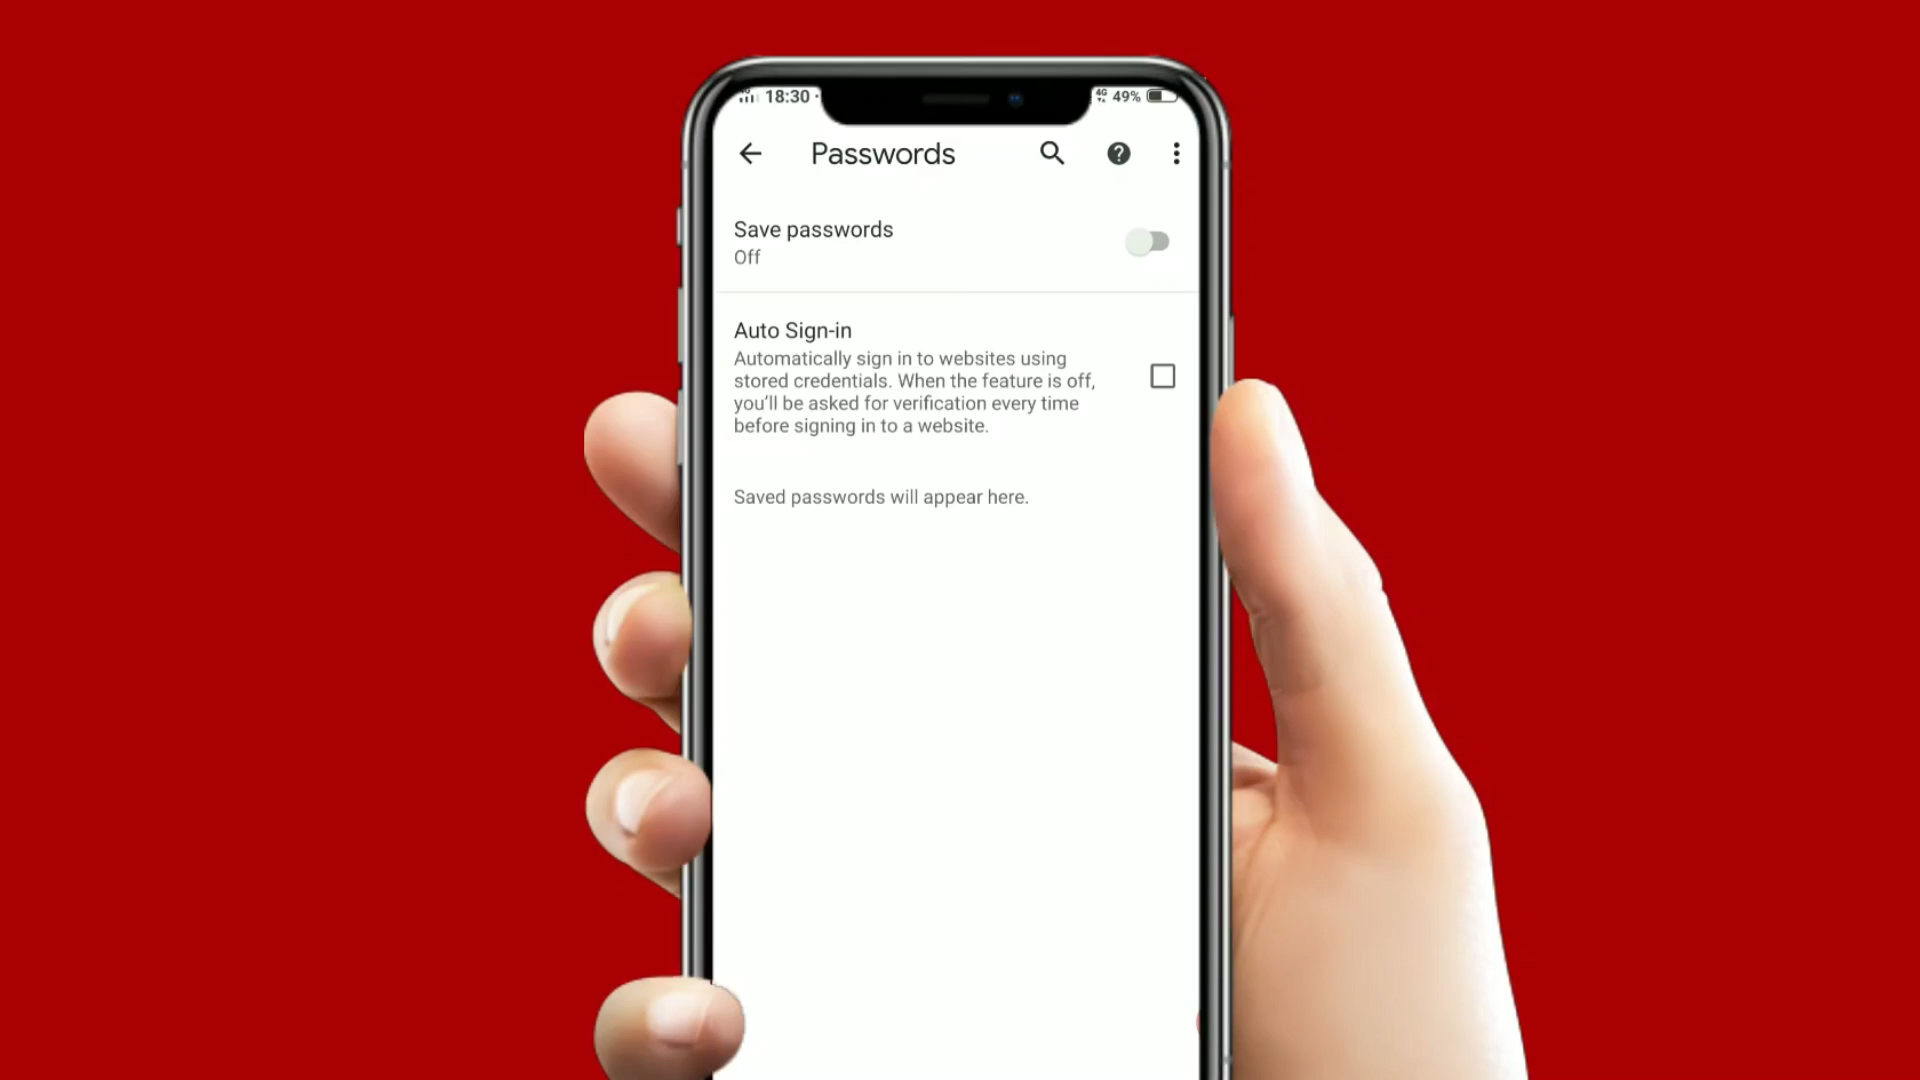 18:30
4G 49%
Passwords
Save passwords
Off
Auto Sign-in
Automatically sign in to websites using
stored credentials. When the feature is off,
you'll be asked for verification every time
before signing in to a website.
Saved passwords will appear here.